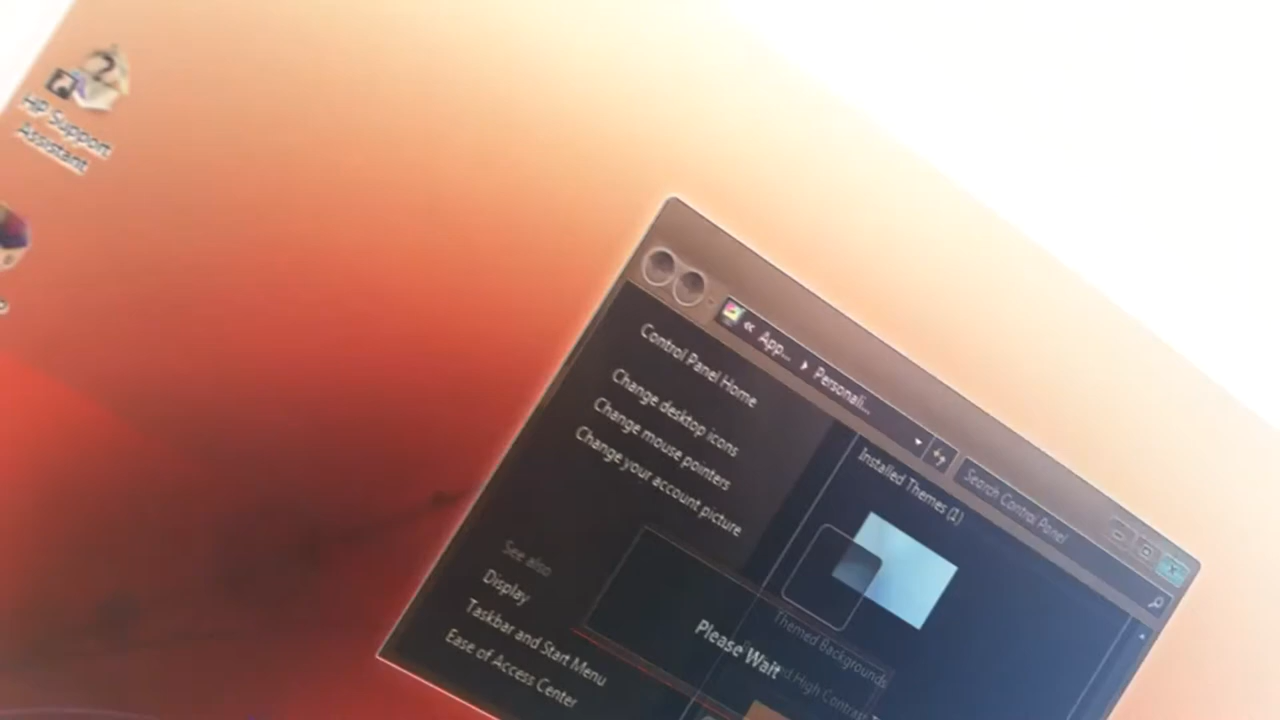 HP Support
Assistant
« App... ▸ Personali...
Search Control Panel
Control Panel Home
Change desktop icons
Change mouse pointers
Change your account picture
See also
Display
Taskbar and Start Menu
Ease of Access Center
Installed Themes (1)
Themed Backgrounds
Please Wait
High Contrast